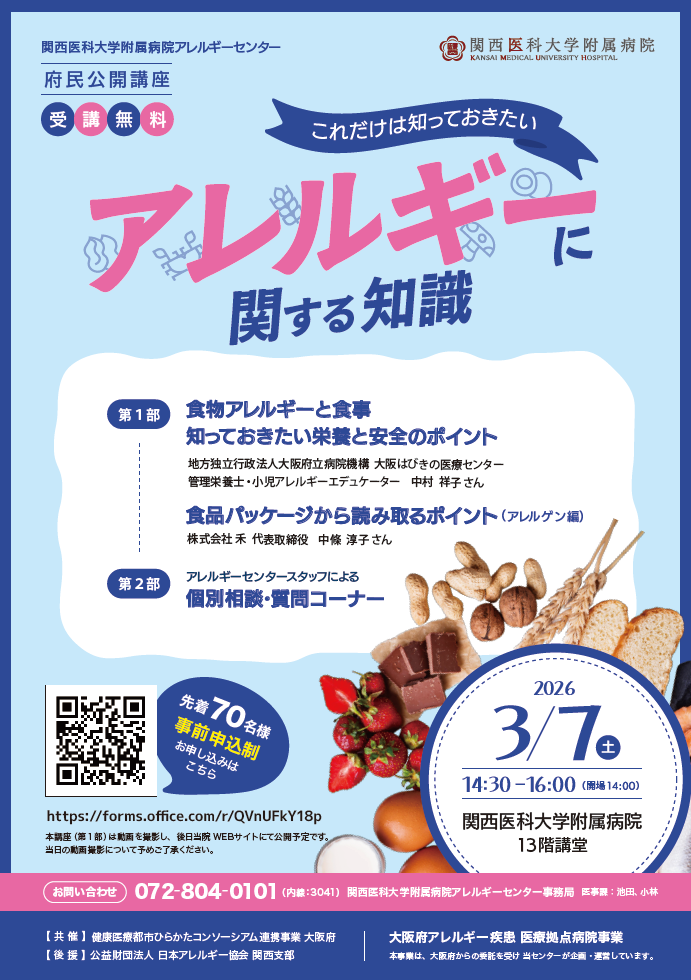 関西医科大学附属病院アレルギーセンター
関西医科大学附属病院
KANSAI MEDICAL UNIVERSITY HOSPITAL
府民公開講座
受講無料
これだけは知っておきたい
アレルギーに
関する知識
第1部
食物アレルギーと食事
知っておきたい栄養と安全のポイント
地方独立行政法人大阪府立病院機構 大阪はびきの医療センター
管理栄養士・小児アレルギーエデュケーター 中村 祥子さん
食品パッケージから読み取るポイント(アレルゲン編)
株式会社 禾 代表取締役 中條 淳子さん
第2部
アレルギーセンタースタッフによる
個別相談・質問コーナー
先着70名様
事前申込制
お申し込みは
こちら
2026
3/7土
14:30-16:00(開場14:00)
関西医科大学附属病院
13階講堂
https://forms.office.com/r/QVnUFkY18p
本講座(第1部)は動画を撮影し、後日当院WEBサイトにて公開予定です。
当日の動画撮影について予めご了承ください。
お問い合わせ 072-804-0101(内線:3041) 関西医科大学附属病院アレルギーセンター事務局 医事課:池田、小林
【共催】健康医療都市ひらかたコンソーシアム連携事業 大阪府
【後援】公益財団法人 日本アレルギー協会 関西支部
大阪府アレルギー疾患 医療拠点病院事業
本事業は、大阪府からの委託を受け 当センターが企画・運営しています。